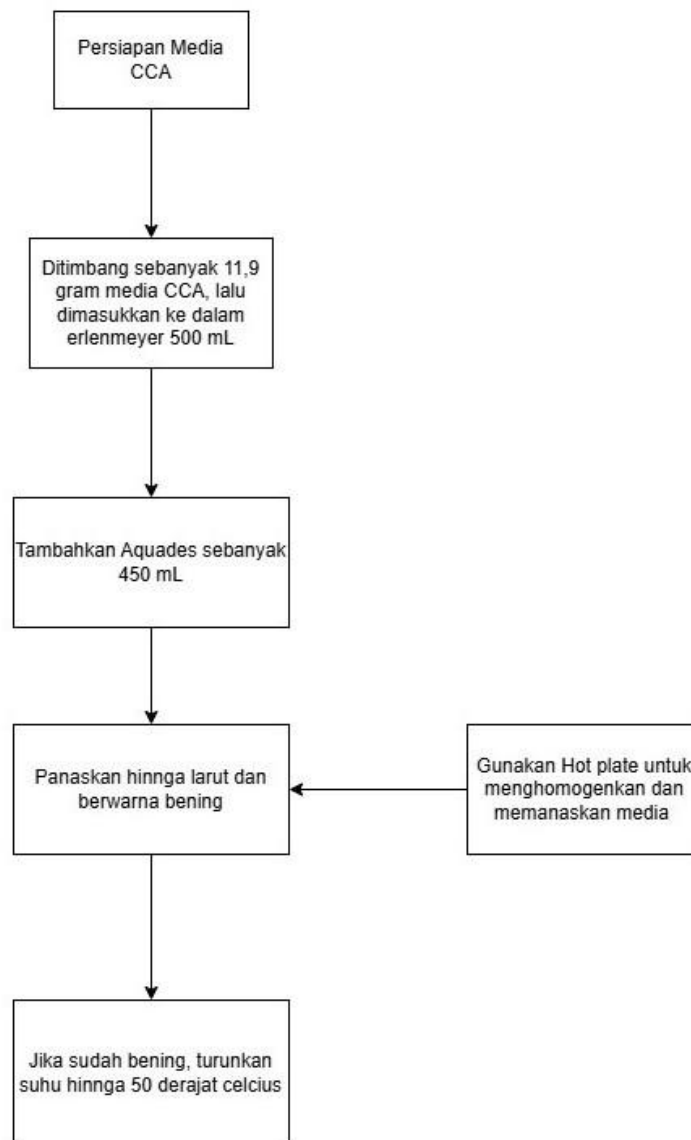 Persiapan Media
CCA
Ditimbang sebanyak 11,9
gram media CCA, lalu
dimasukkan ke dalam
erlenmeyer 500 mL
Tambahkan Aquades sebanyak
450 mL
Panaskan hinnga larut dan
berwarna bening
Gunakan Hot plate untuk
menghomogenkan dan
memanaskan media
Jika sudah bening, turunkan
suhu hinnga 50 derajat celcius